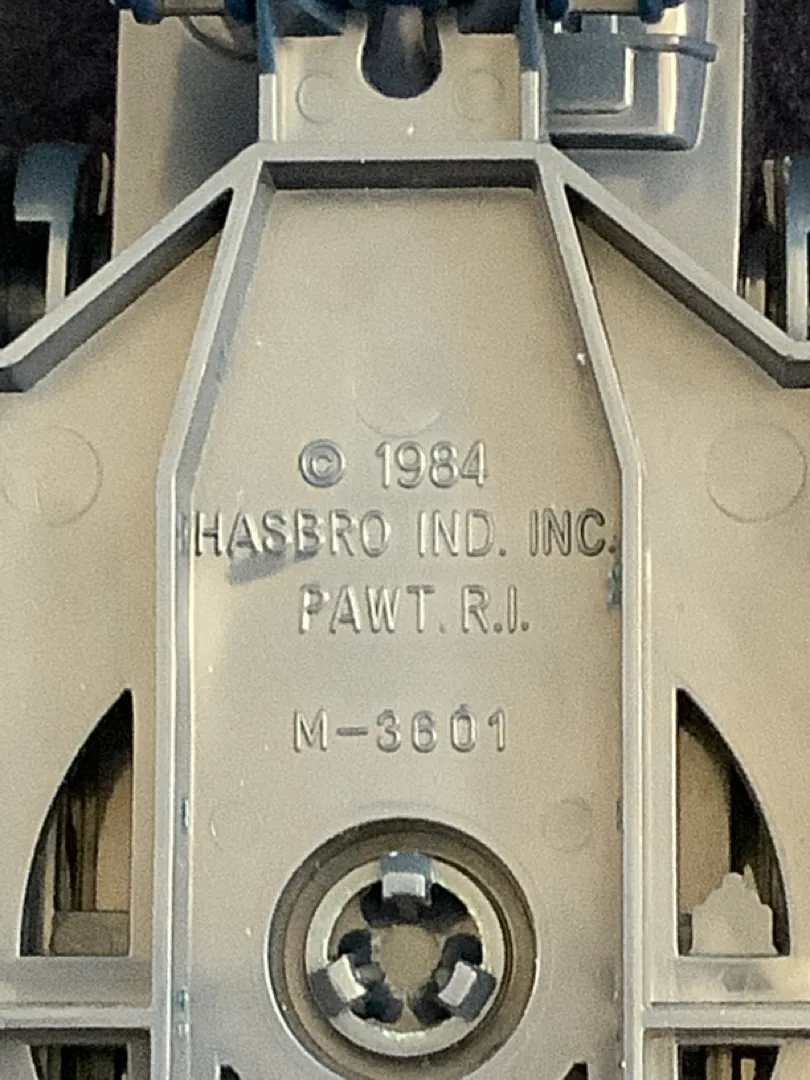 © 1984
HASBRO IND. INC.
PAWT. R.I.
M-3601